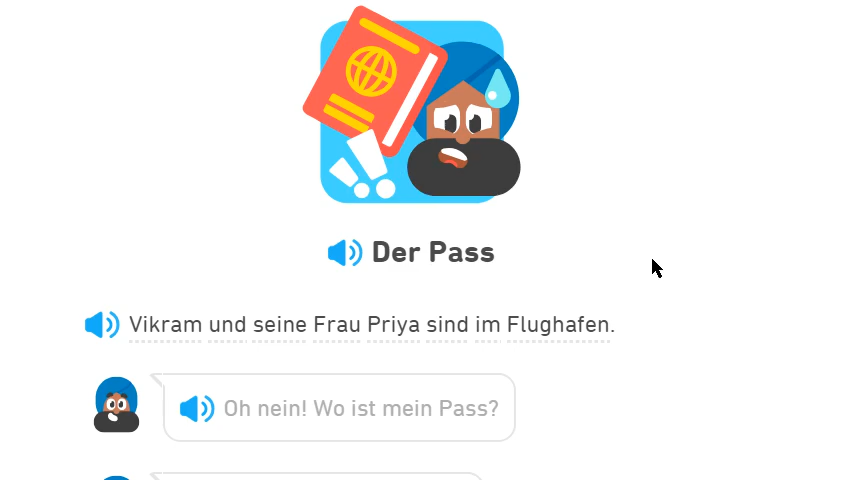 Der Pass
Vikram und seine Frau Priya sind im Flughafen.
Oh nein! Wo ist mein Pass?